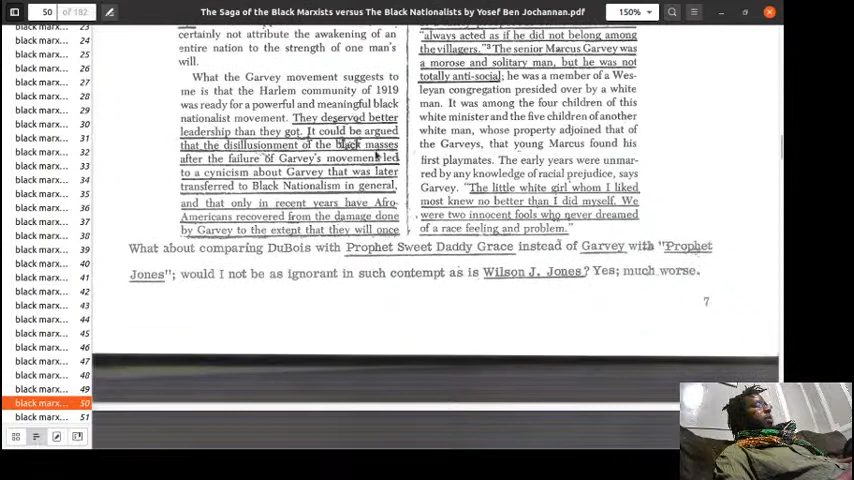 50 of 182
The Saga of the Black Marxists versus The Black Nationalists by Yosef Ben Jochannan.pdf
150%
black marx... 23
black marx... 24
black marx... 25
black marx... 26
black marx... 27
black marx... 28
black marx... 29
black marx... 30
black marx... 31
black marx... 32
black marx... 33
black marx... 34
black marx... 35
black marx... 36
black marx... 37
black marx... 38
black marx... 39
black marx... 40
black marx... 41
black marx... 42
black marx... 43
black marx... 44
black marx... 45
black marx... 46
black marx... 47
black marx... 48
black marx... 49
black marx... 50
black marx... 51
certainly not attribute the awakening of an
entire nation to the strength of one man's
will.
What the Garvey movement suggests to
me is that the Harlem community of 1919
was ready for a powerful and meaningful black
nationalist movement. They deserved better
leadership than they got. It could be argued
that the disillusionment of the black masses
after the failure of Garvey's movement led
to a cynicism about Garvey that was later
transferred to Black Nationalism in general,
and that only in recent years have Afro-
Americans recovered from the damage done
by Garvey to the extent that they will once
"always acted as if he did not belong among
the villagers."3 The senior Marcus Garvey was
a morose and solitary man, but he was not
totally anti-social; he was a member of a Wes-
leyan congregation presided over by a white
man. It was among the four children of this
white minister and the five children of another
white man, whose property adjoined that of
the Garveys, that young Marcus found his
first playmates. The early years were unmar-
red by any knowledge of racial prejudice, says
Garvey. "The little white girl whom I liked
most knew no better than I did myself. We
were two innocent fools who never dreamed
of a race feeling and problem."
What about comparing DuBois with Prophet Sweet Daddy Grace instead of Garvey with "Prophet
Jones"; would I not be as ignorant in such contempt as is Wilson J. Jones? Yes; much worse.
7